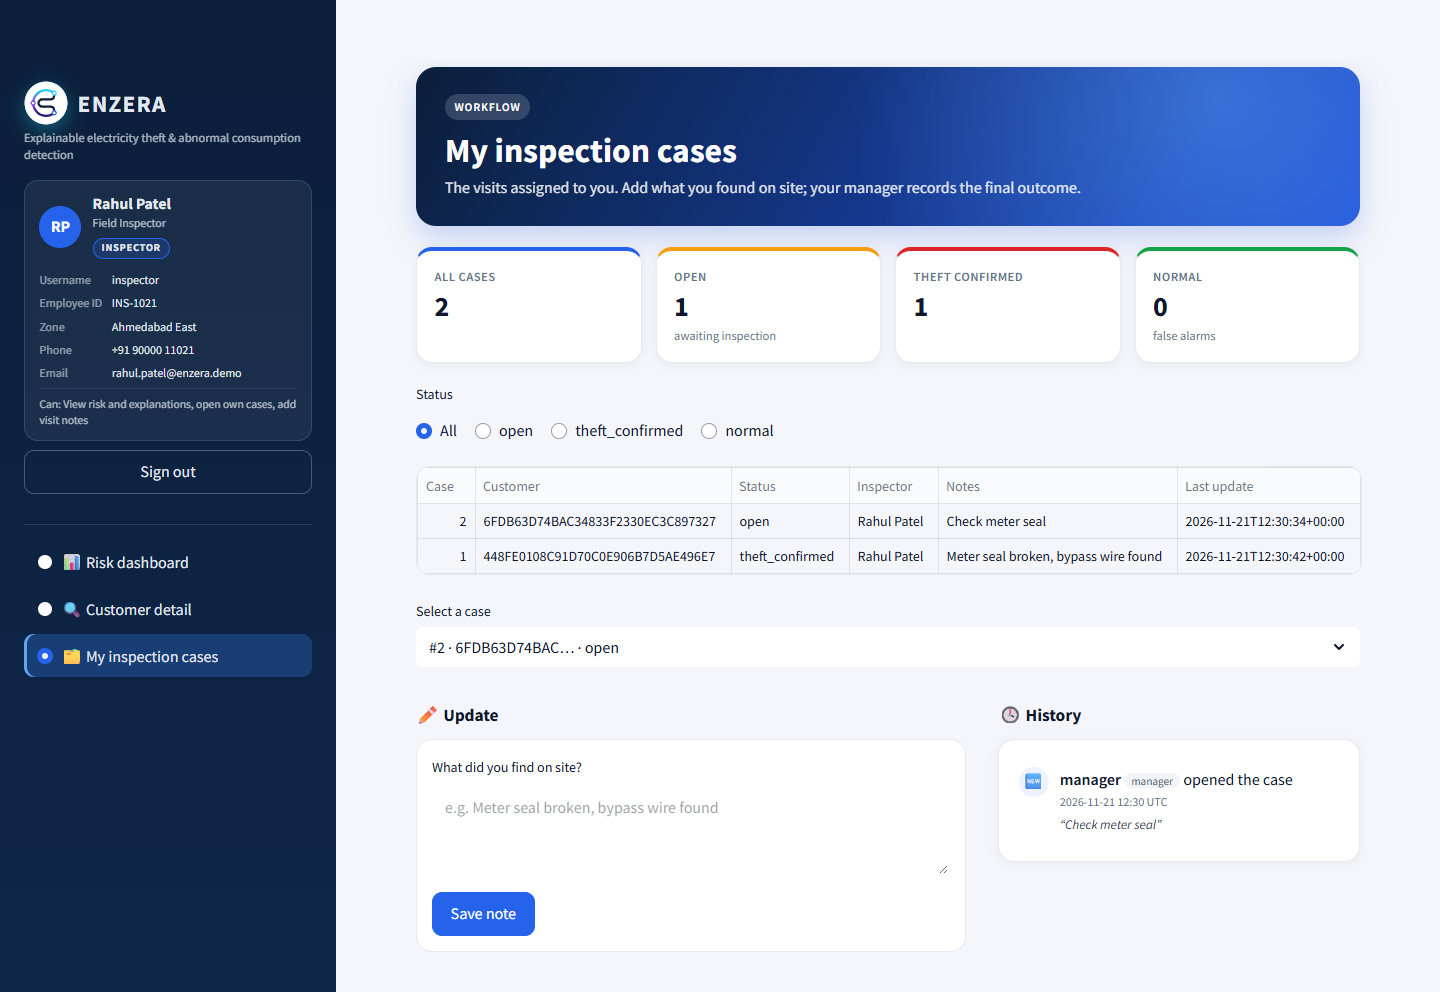 ENZERA
Explainable electricity theft & abnormal consumption
detection
RP
Rahul Patel
Field Inspector
INSPECTOR
Username inspector
Employee ID INS-1021
Zone Ahmedabad East
Phone +91 90000 11021
Email rahul.patel@enzera.demo
Can: View risk and explanations, open own cases, add
visit notes
Sign out
Risk dashboard
Customer detail
My inspection cases
WORKFLOW
My inspection cases
The visits assigned to you. Add what you found on site; your manager records the final outcome.
ALL CASES
2
OPEN
1
awaiting inspection
THEFT CONFIRMED
1
NORMAL
0
false alarms
Status
All open theft_confirmed normal
Case Customer Status Inspector Notes Last update
2 6FDB63D74BAC34833F2330EC3C897327 open Rahul Patel Check meter seal 2026-11-21T12:30:34+00:00
1 448FE0108C91D70C0E906B7D5AE496E7 theft_confirmed Rahul Patel Meter seal broken, bypass wire found 2026-11-21T12:30:42+00:00
Select a case
#2 · 6FDB63D74BAC… · open
Update
What did you find on site?
e.g. Meter seal broken, bypass wire found
Save note
History
NEW
manager manager opened the case
2026-11-21 12:30 UTC
“Check meter seal”